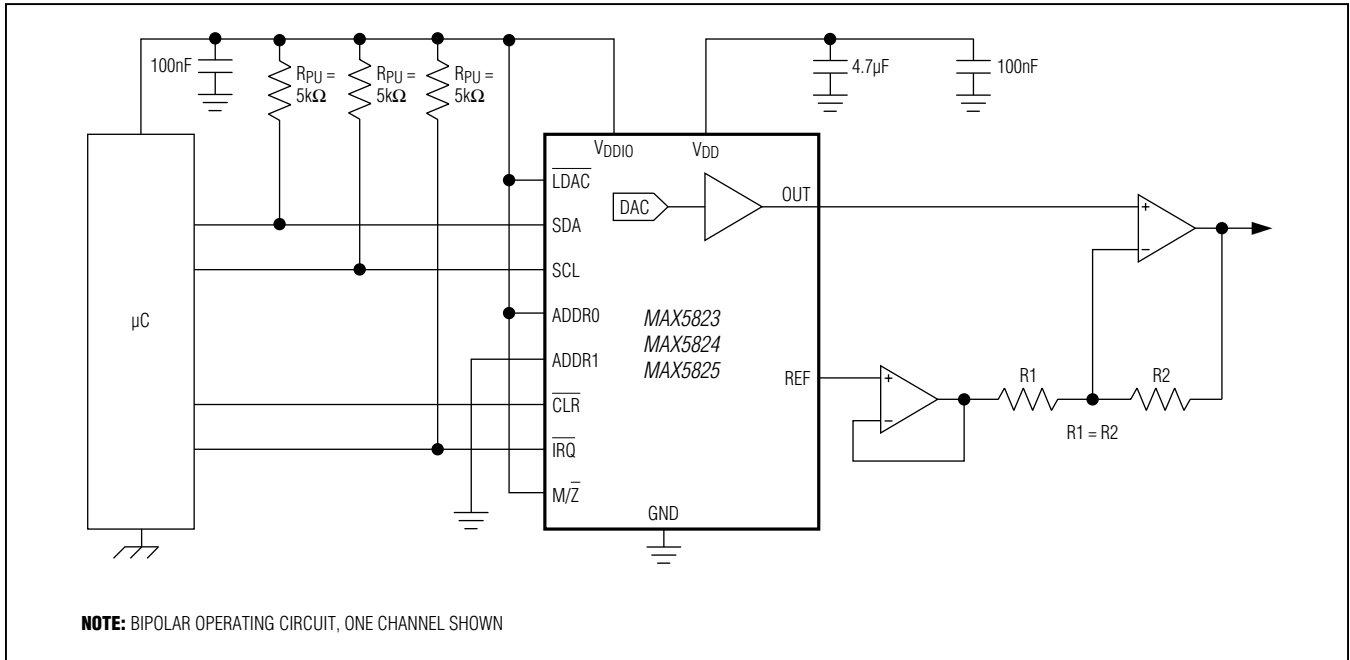 100nF
RPU =
5kΩ
RPU =
5kΩ
RPU =
5kΩ
4.7µF
100nF
VDDIO
VDD
LDAC
DAC
OUT
SDA
SCL
µC
ADDR0
MAX5823
ADDR1
MAX5824
MAX5825
REF
+
−
+
−
R1
R2
R1 = R2
CLR
IRQ
M/Z
GND
NOTE: BIPOLAR OPERATING CIRCUIT, ONE CHANNEL SHOWN